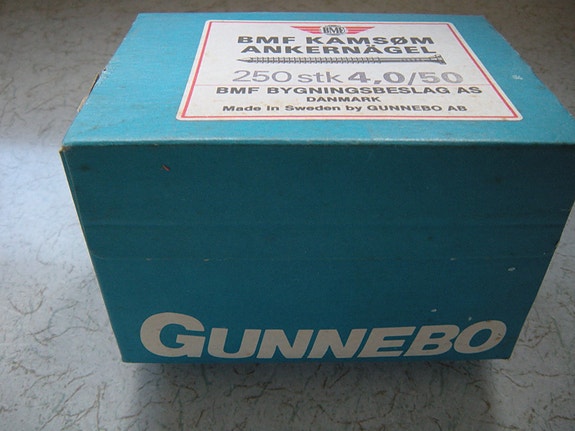 BMF
BMF KAMSØM
ANKERNÄGEL
250 stk 4,0/50
BMF BYGNINGSBESLAG AS
DANMARK
Made in Sweden by GUNNEBO AB
GUNNEBO